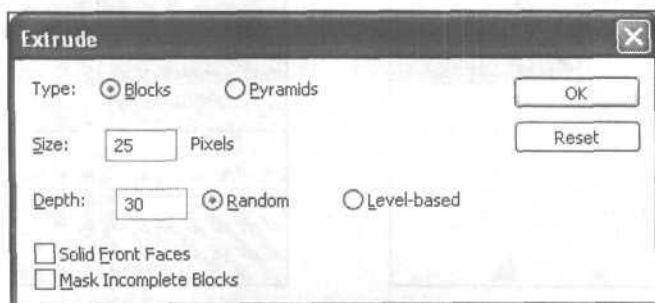 Extrude
Type: Blocks Pyramids OK
Size: 25 Pixels Reset
Depth: 30 Random Level-based
Solid Front Faces
Mask Incomplete Blocks